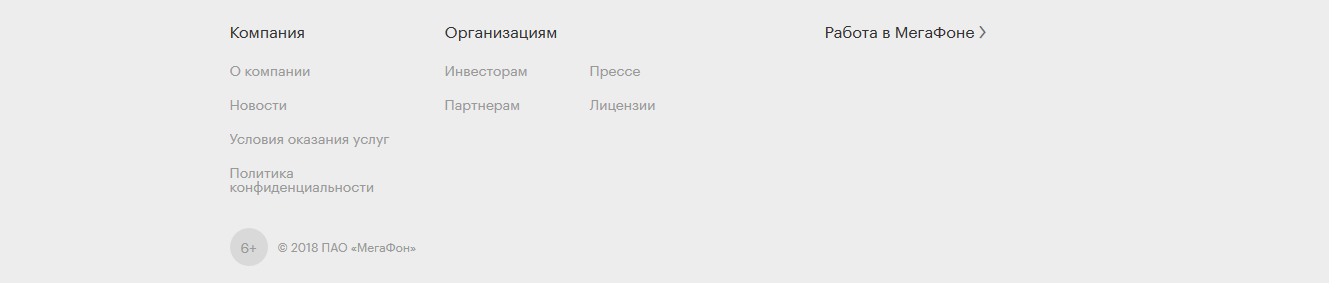 Компания
О компании
Новости
Условия оказания услуг
Политика
конфиденциальности
Организациям
Инвесторам
Партнерам
Прессе
Лицензии
Работа в МегаФоне
6+
© 2018 ПАО «МегаФон»